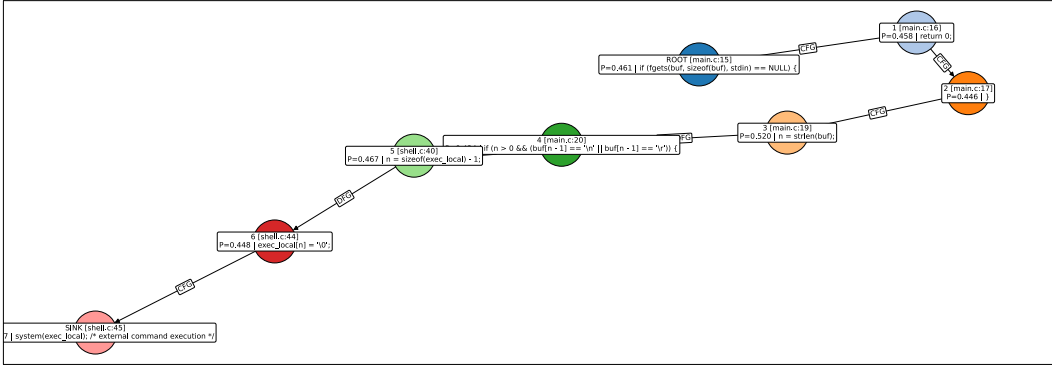 1 [main.c:16]
P=0.458 | return 0;
CFG
ROOT [main.c:15]
P=0.461 | if (fgets(buf, sizeof(buf), stdin) == NULL) {
CFG
2 [main.c:17]
P=0.446 | }
CFG
3 [main.c:19]
P=0.520 | n = strlen(buf);
4 [main.c:20]
if (n > 0 && (buf[n - 1] == '\n' || buf[n - 1] == '\r')) {
5 [shell.c:40]
P=0.467 | n = sizeof(exec_local) - 1;
DFG
6 [shell.c:44]
P=0.448 | exec_local[n] = '\0';
CFG
SINK [shell.c:45]
7 | system(exec_local); /* external command execution */